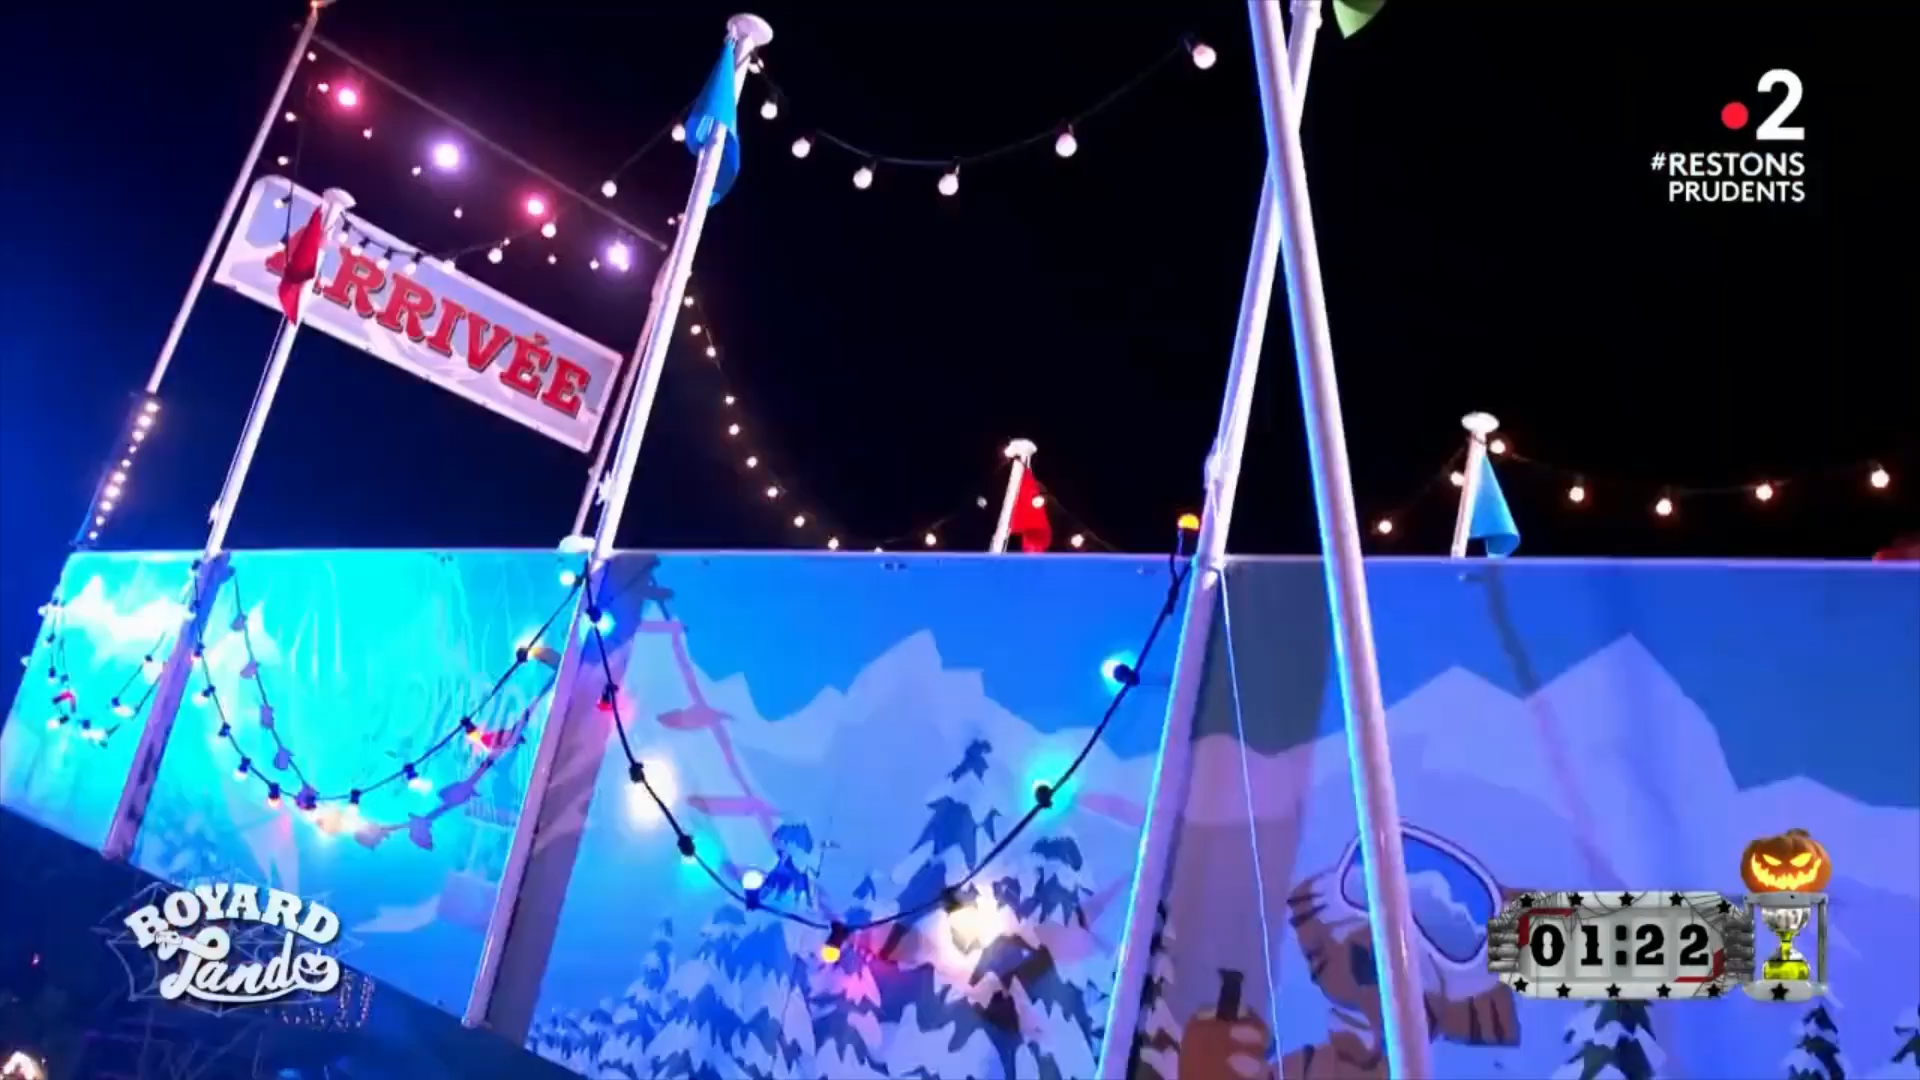 2
#RESTONS
PRUDENTS
ARRIVÉE
BOYARD
Land
01:22